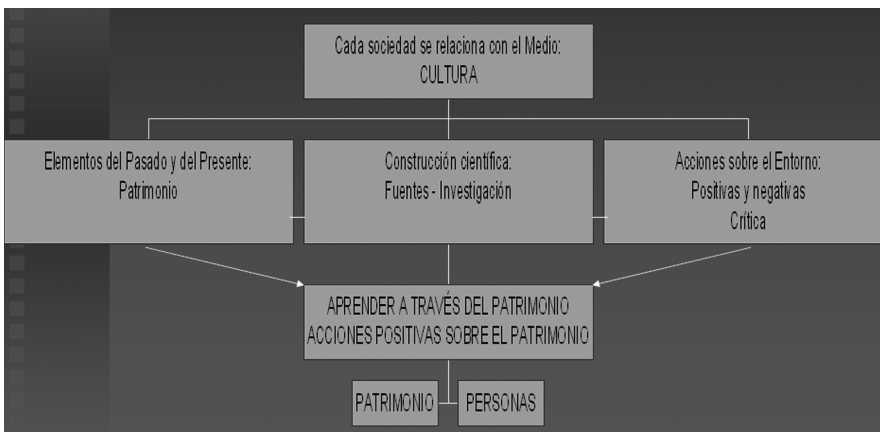 Cada sociedad se relaciona con el Medio:
CULTURA
Elementos del Pasado y del Presente:
Patrimonio
Construcción científica:
Fuentes - Investigación
Acciones sobre el Entorno:
Positivas y negativas
Crítica
APRENDER A TRAVÉS DEL PATRIMONIO
ACCIONES POSITIVAS SOBRE EL PATRIMONIO
PATRIMONIO
PERSONAS